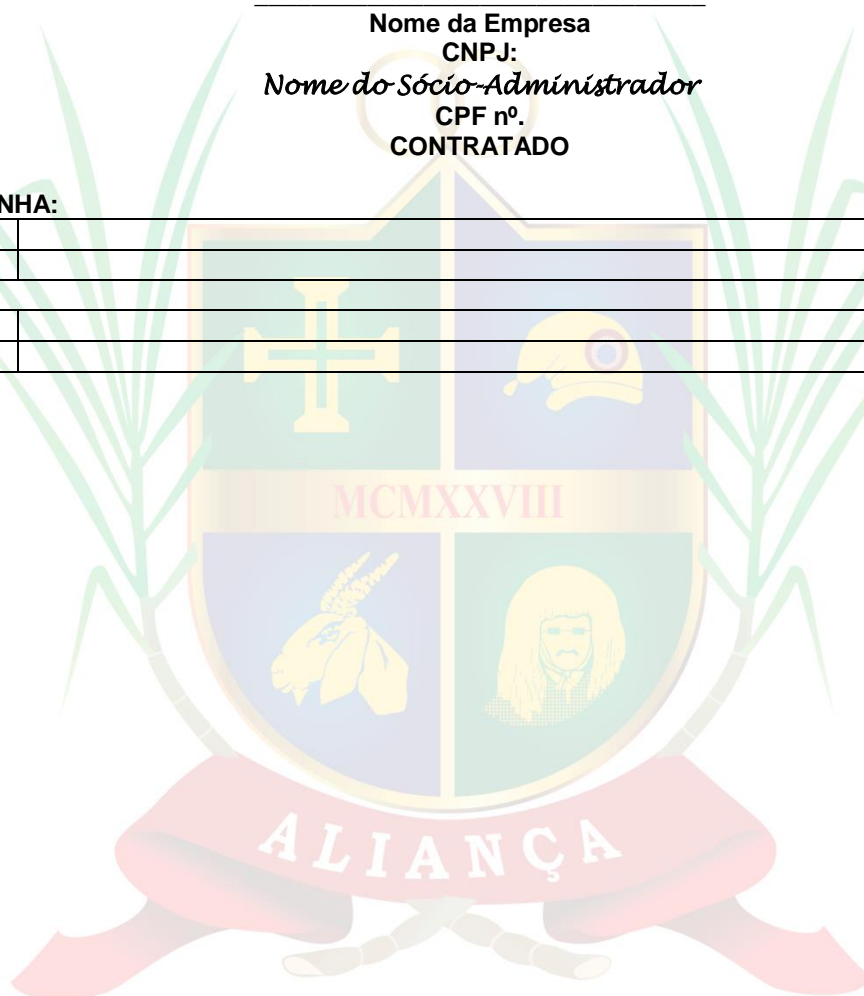 Nome da Empresa
CNPJ:
Nome do Sócio-Administrador
CPF nº.
CONTRATADO
NHA:
MCMXXVIII
ALIANÇA